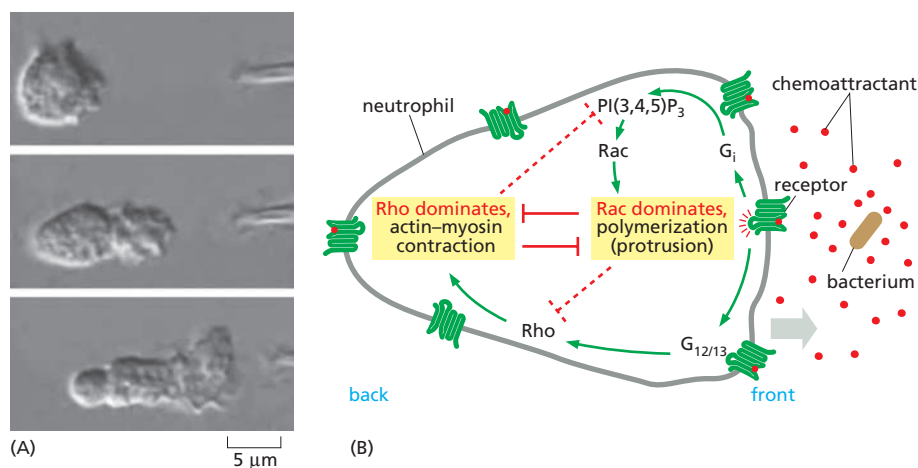 neutrophil
PI(3,4,5)P3
chemoattractant
Rac
Gi
receptor
Rho dominates,
actin–myosin
contraction
Rac dominates,
polymerization
(protrusion)
bacterium
Rho
G12/13
back
front
(A)
5 μm
(B)